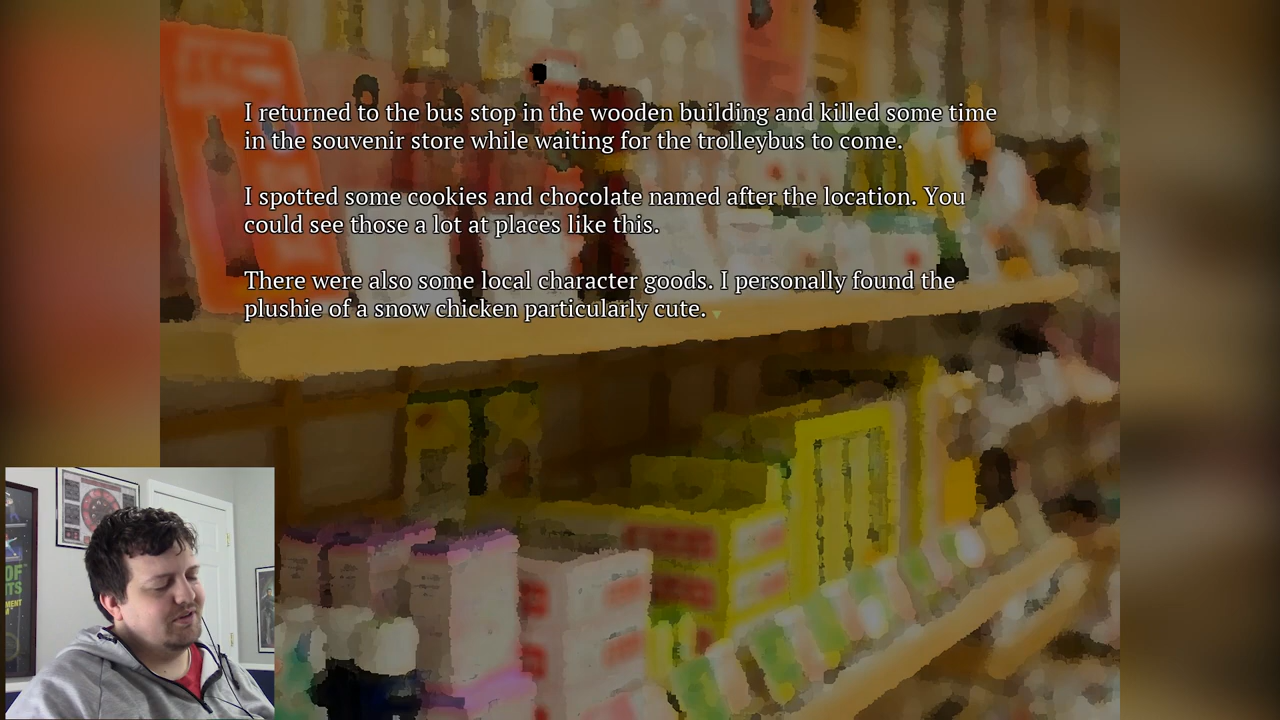 I returned to the bus stop in the wooden building and killed some time
in the souvenir store while waiting for the trolleybus to come.
I spotted some cookies and chocolate named after the location. You
could see those a lot at places like this.
There were also some local character goods. I personally found the
plushie of a snow chicken particularly cute.